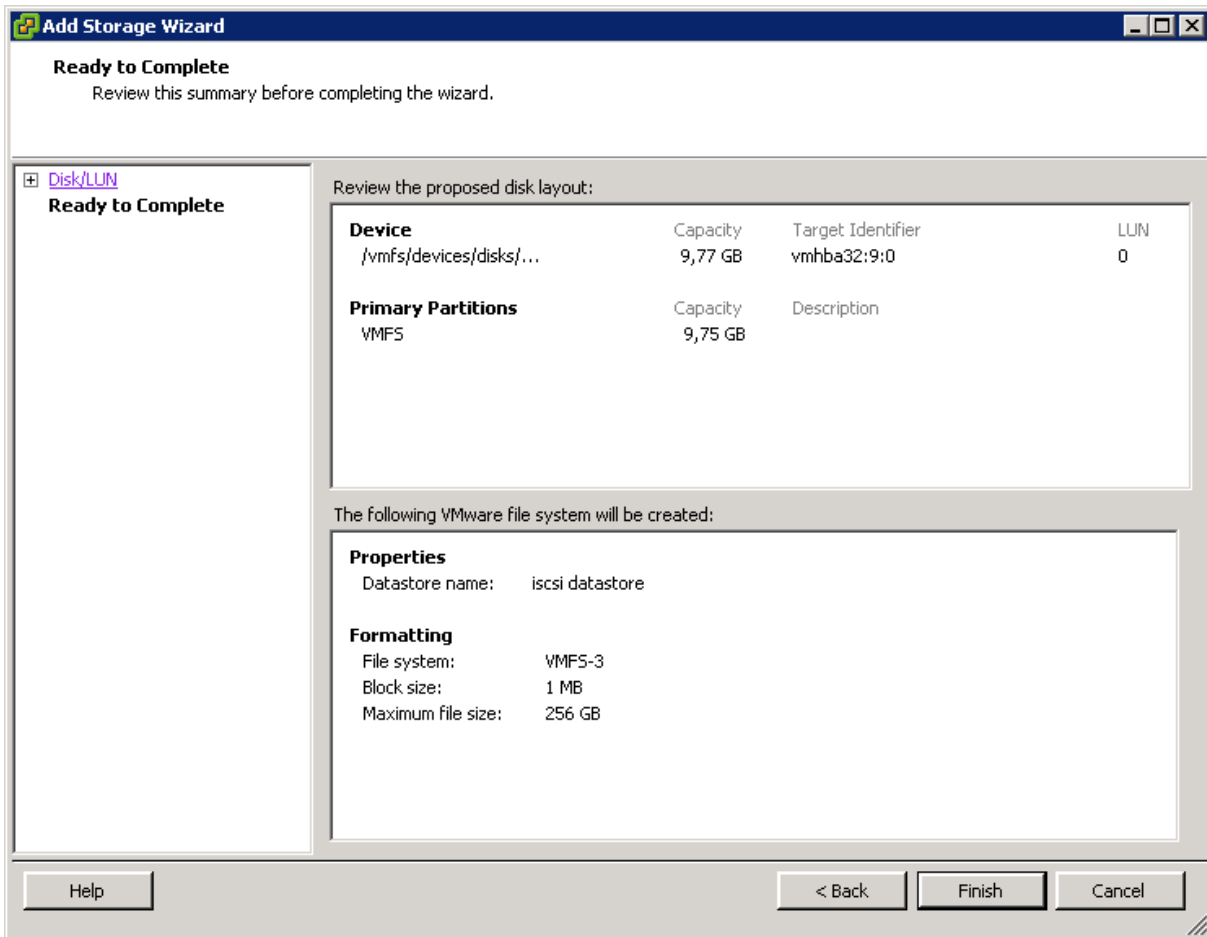 Add Storage Wizard
Ready to Complete
Review this summary before completing the wizard.
Disk/LUN
Ready to Complete
Review the proposed disk layout:
Device Capacity Target Identifier LUN
/vmfs/devices/disks/... 9,77 GB vmhba32:9:0 0
Primary Partitions Capacity Description
VMFS 9,75 GB
The following VMware file system will be created:
Properties
Datastore name: iscsi datastore
Formatting
File system: VMFS-3
Block size: 1 MB
Maximum file size: 256 GB
Help < Back Finish Cancel